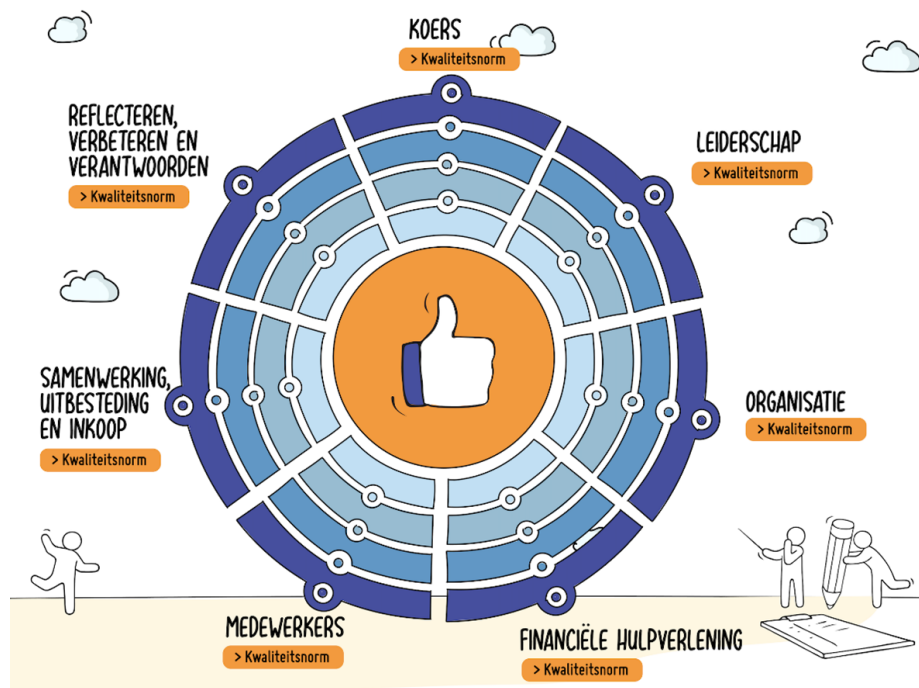 KOERS
> Kwaliteitsnorm
LEIDERSCHAP
> Kwaliteitsnorm
ORGANISATIE
> Kwaliteitsnorm
FINANCIËLE HULPVERLENING
> Kwaliteitsnorm
MEDEWERKERS
> Kwaliteitsnorm
SAMENWERKING,
UITBESTEDING
EN INKOOP
> Kwaliteitsnorm
REFLECTEREN,
VERBETEREN EN
VERANTWOORDEN
> Kwaliteitsnorm